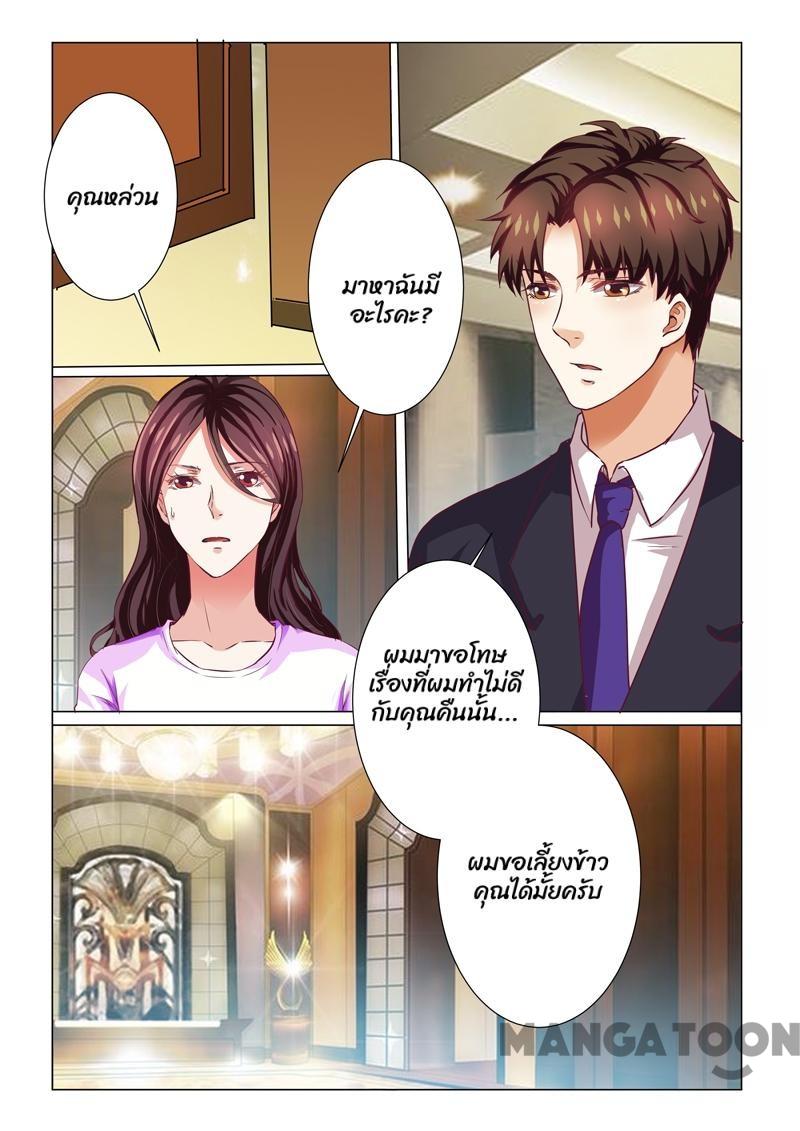 คุณหล่วน
มาหาฉันมี
อะไรคะ?
ผมมาขอโทษ
เรื่องที่ผมทำไม่ดี
กับคุณคืนนั้น...
ผมขอเลี้ยงข้าว
คุณได้มั้ยครับ
MANGATOON